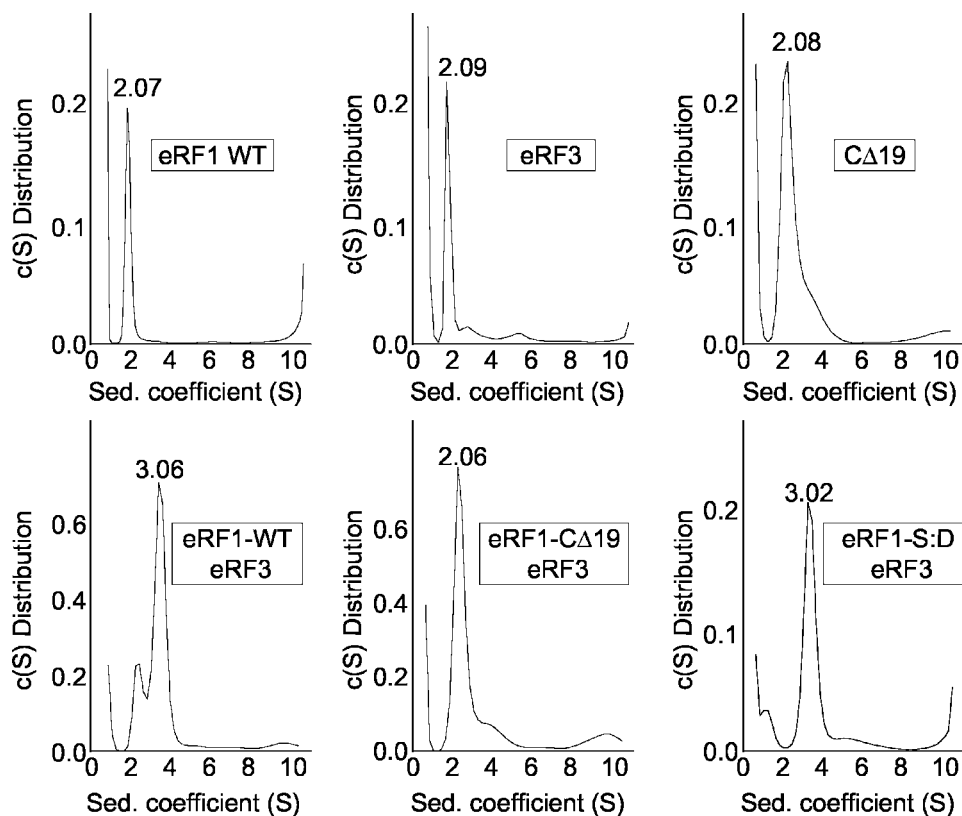 2.07
eRF1 WT
c(S) Distribution
0.2
0.1
0.0
0 2 4 6 8 10
Sed. coefficient (S)
2.09
eRF3
c(S) Distribution
0.2
0.1
0.0
0 2 4 6 8 10
Sed. coefficient (S)
2.08
CΔ19
c(S) Distribution
0.2
0.1
0.0
0 2 4 6 8 10
Sed. coefficient (S)
3.06
eRF1-WT
eRF3
c(S) Distribution
0.6
0.4
0.2
0.0
0 2 4 6 8 10
Sed. coefficient (S)
2.06
eRF1-CΔ19
eRF3
c(S) Distribution
0.6
0.4
0.2
0.0
0 2 4 6 8 10
Sed. coefficient (S)
3.02
eRF1-S:D
eRF3
c(S) Distribution
0.2
0.1
0.0
0 2 4 6 8 10
Sed. coefficient (S)